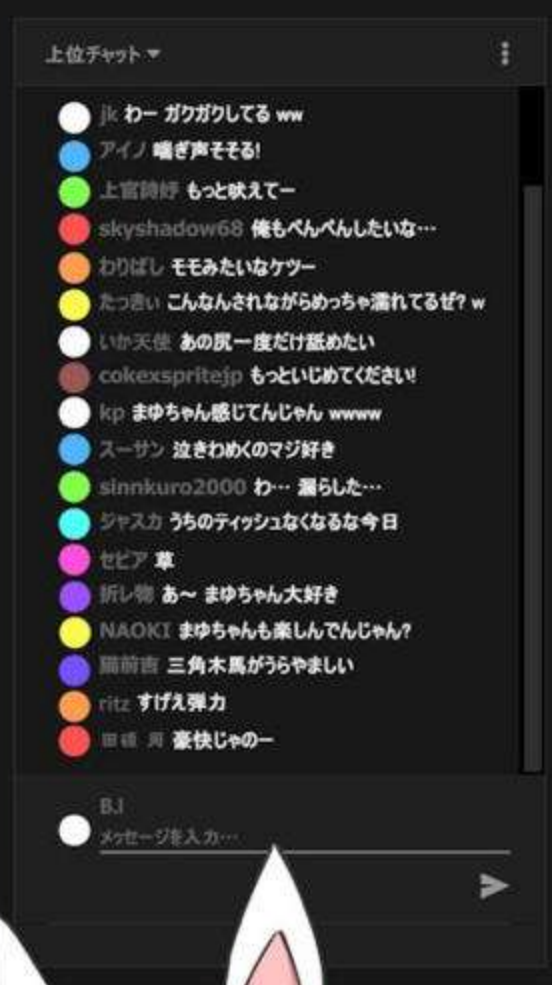 上位チャット
jk わー ガクガクしてる ww
アイノ 喘ぎ声そそる!
上官詩妤 もっと吠えてー
skyshadow68 俺もぺんぺんしたいな…
わりばし モモみたいなケツー
たっきい こんなんされながらめっちゃ濡れてるぜ? w
いか天使 あの尻一度だけ舐めたい
cokexspritejp もっといじめてください!
kp まゆちゃん感じてんじゃん wwww
スーサン 泣きわめくのマジ好き
sinnkuro2000 わ… 漏らした…
ジャスカ うちのティッシュなくなるな今日
セピア 草
折レ物 あ〜 まゆちゃん大好き
NAOKI まゆちゃんも楽しんでんじゃん?
猫前吉 三角木馬がうらやましい
ritz すげえ弾力
豪快じゃのー
B.I
メッセージを入力…